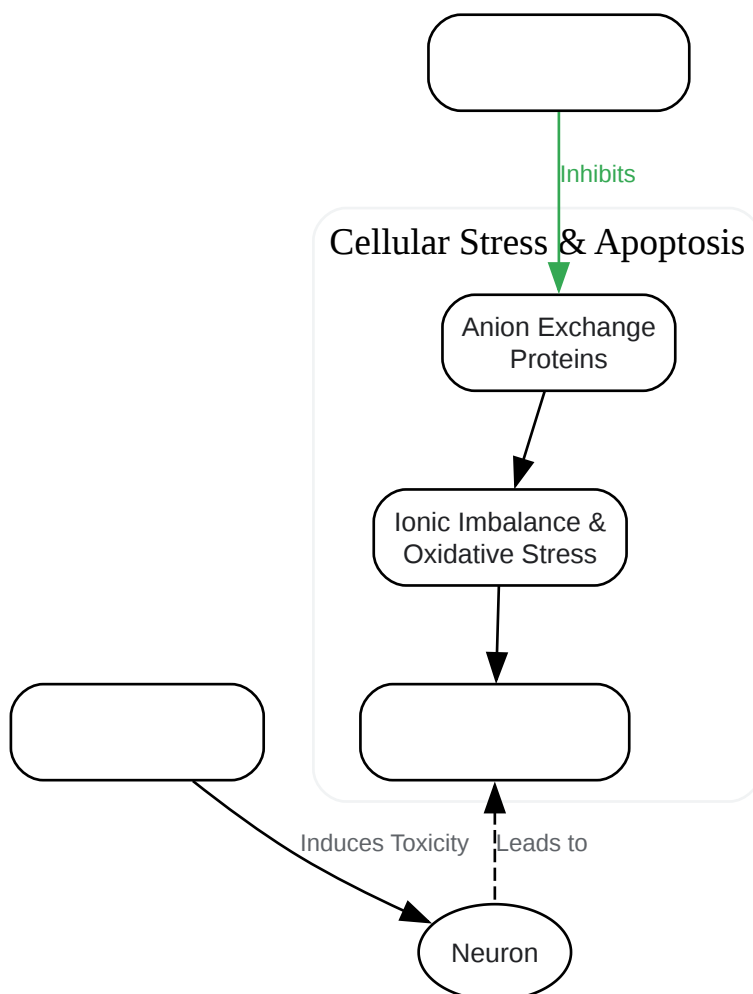 Inhibits
Cellular Stress & Apoptosis
Anion Exchange
Proteins
Ionic Imbalance &
Oxidative Stress
Induces Toxicity
Leads to
Neuron